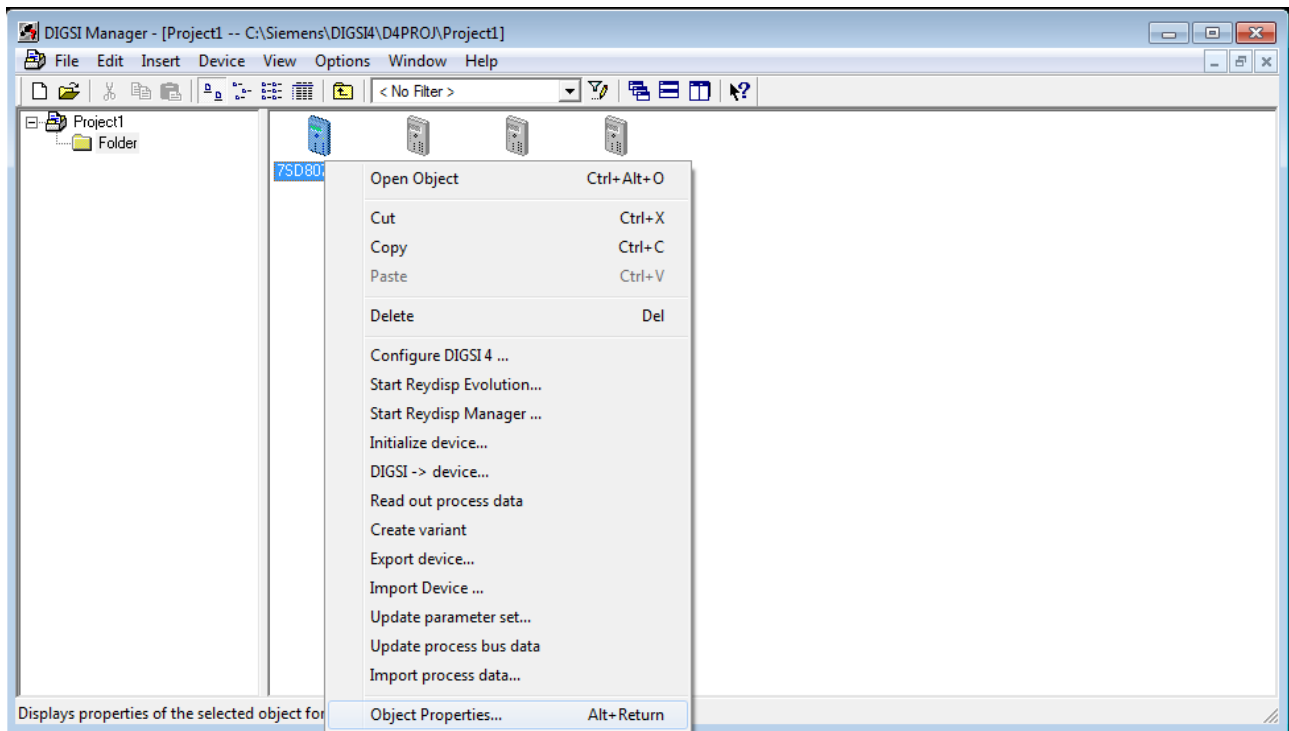 DIGSI Manager - [Project1 -- C:\Siemens\DIGSI4\D4PROJ\Project1]
File Edit Insert Device View Options Window Help
< No Filter >
Project1
Folder
7SD80
Open Object Ctrl+Alt+O
Cut Ctrl+X
Copy Ctrl+C
Paste Ctrl+V
Delete Del
Configure DIGSI 4 ...
Start Reydisp Evolution...
Start Reydisp Manager ...
Initialize device...
DIGSI -> device...
Read out process data
Create variant
Export device...
Import Device ...
Update parameter set...
Update process bus data
Import process data...
Object Properties... Alt+Return
Displays properties of the selected object for